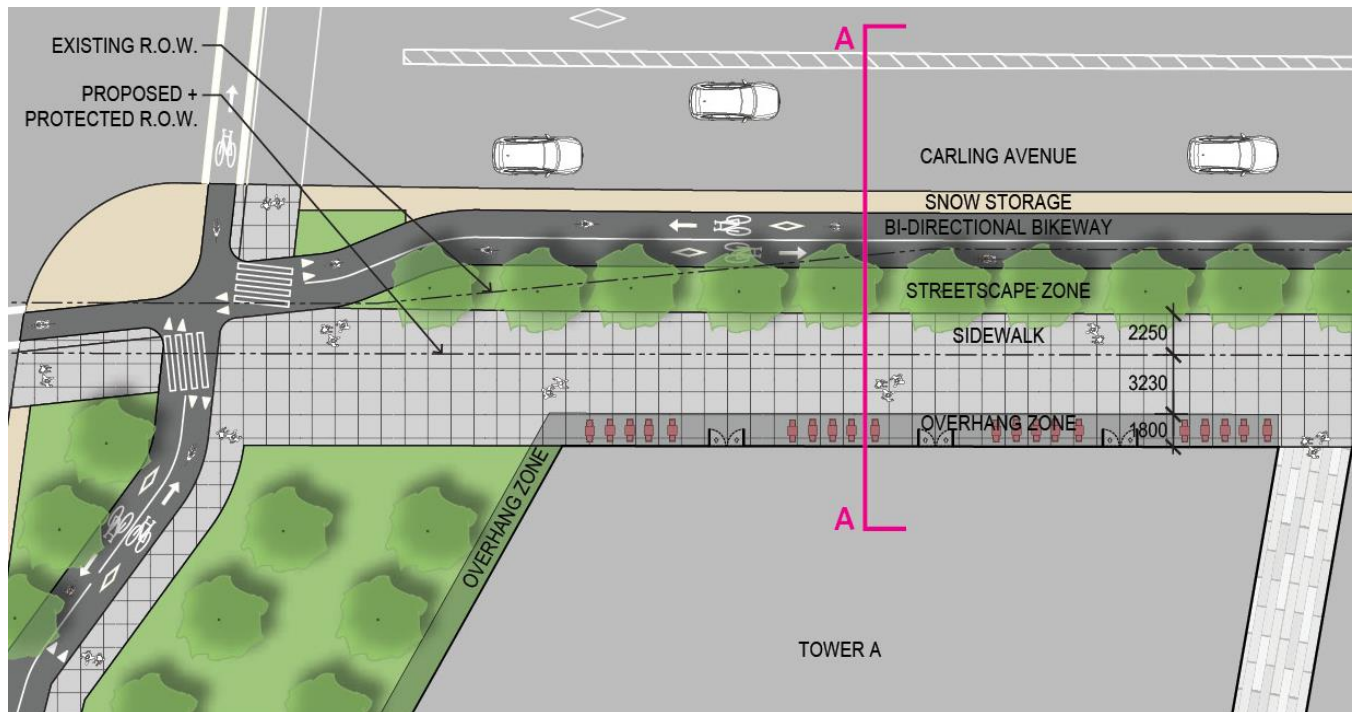 A
EXISTING R.O.W.
PROPOSED +
PROTECTED R.O.W.
CARLING AVENUE
SNOW STORAGE
BI-DIRECTIONAL BIKEWAY
STREETSCAPE ZONE
SIDEWALK
2250
3230
OVERHANG ZONE
1800
A
OVERHANG ZONE
TOWER A